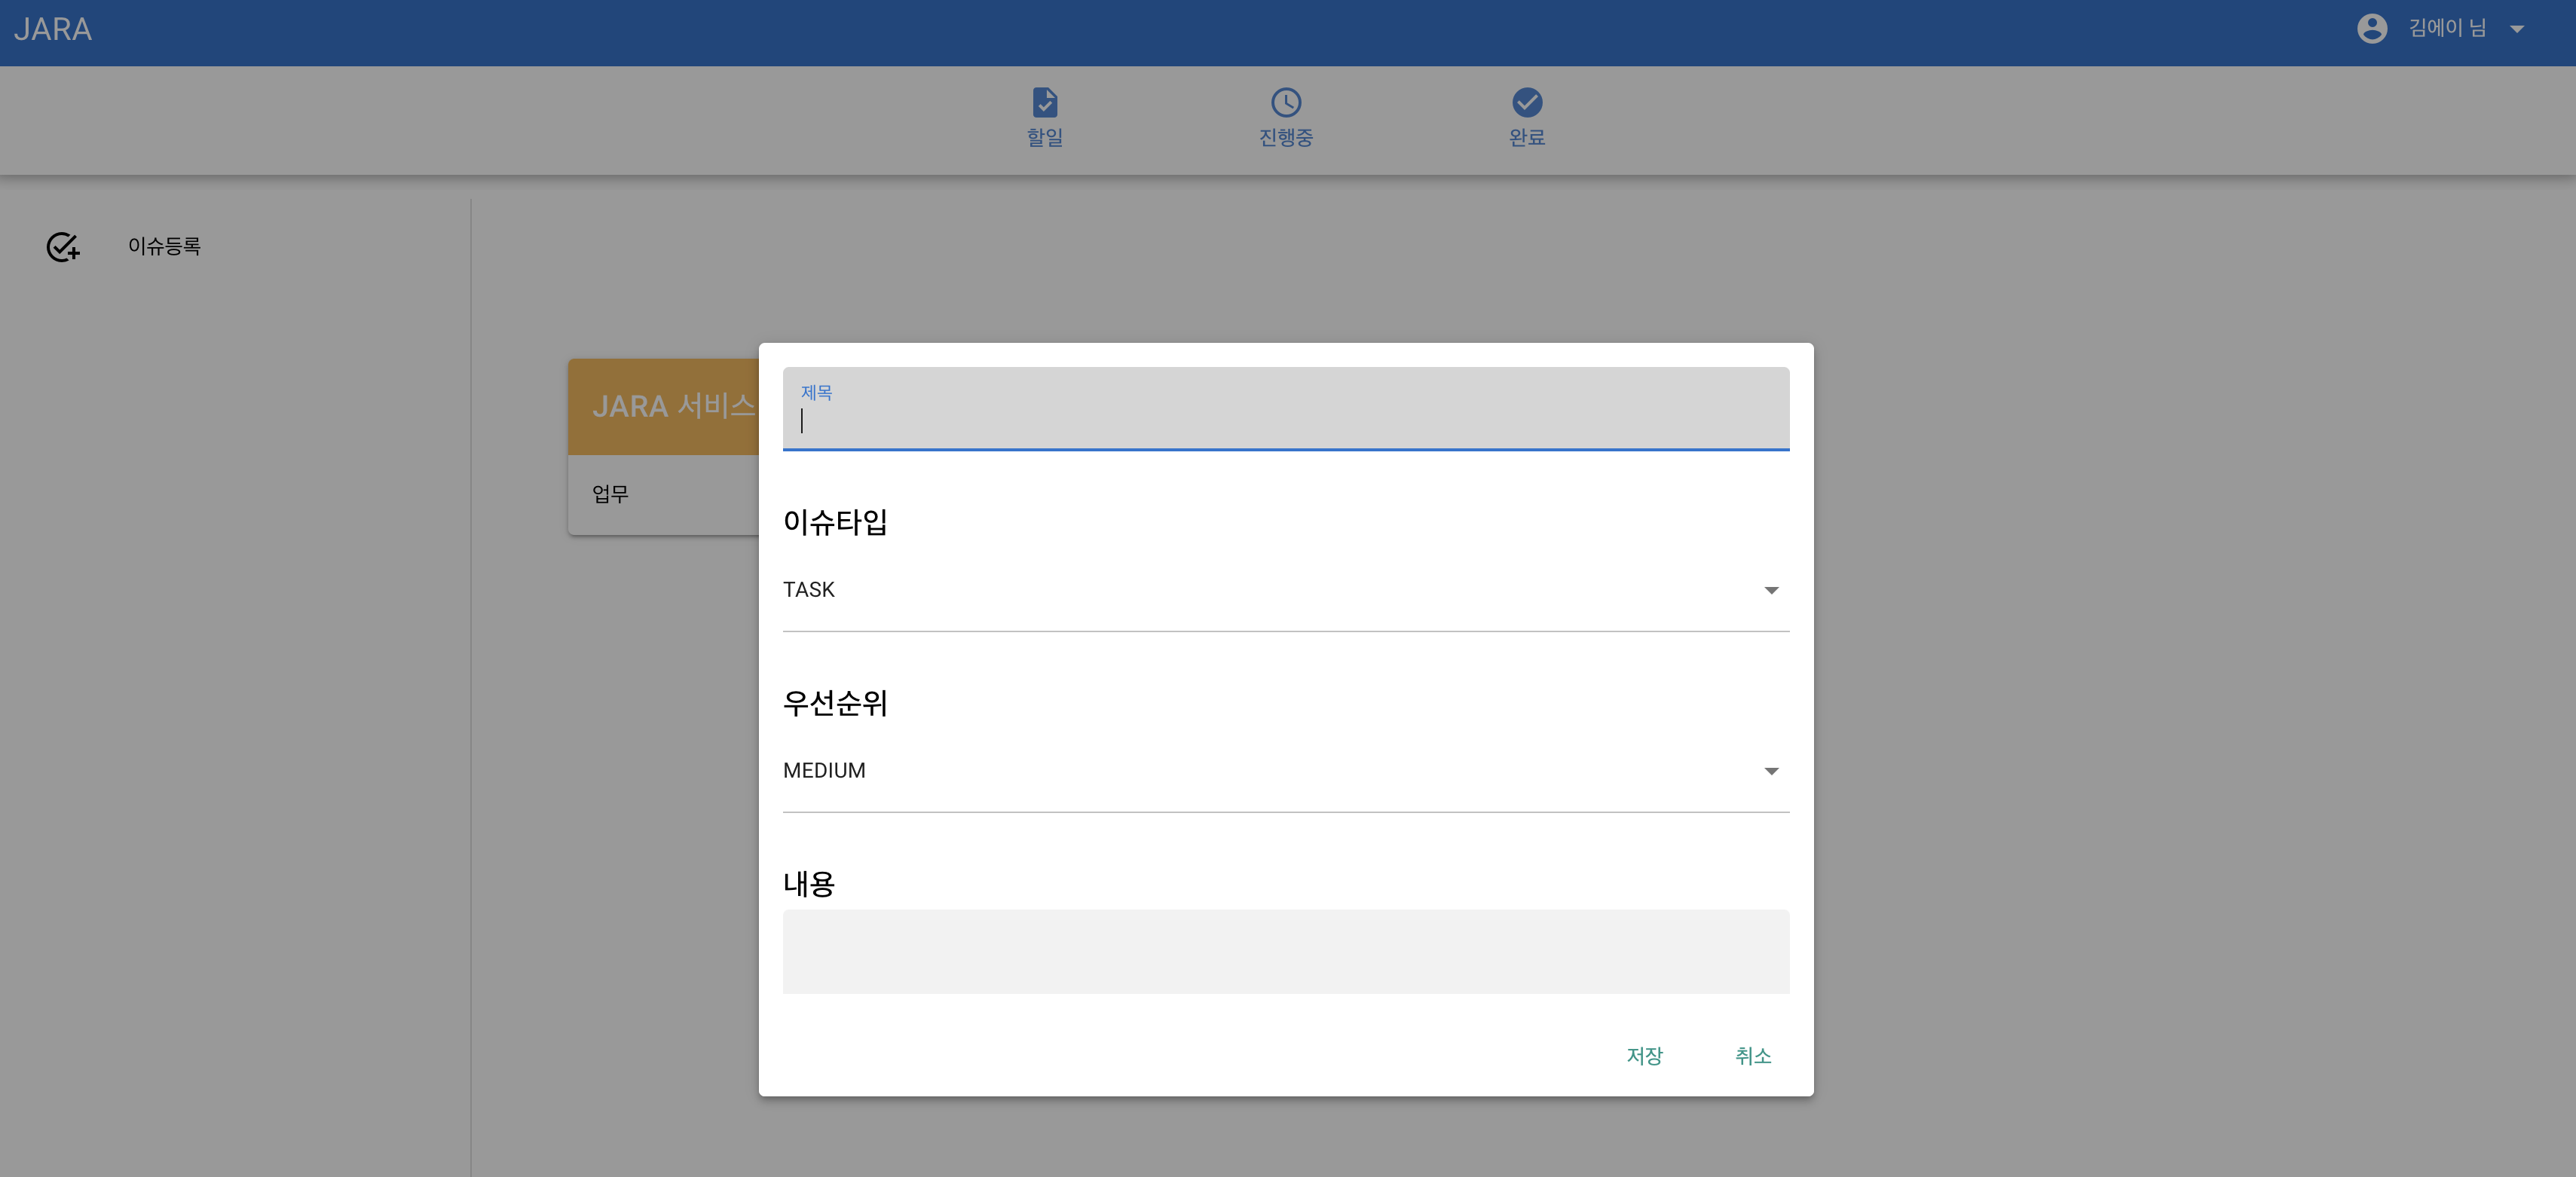 JARA
김에이 님
할일
진행중
완료
이슈등록
JARA 서비스
업무
제목
이슈타입
TASK
우선순위
MEDIUM
내용
저장
취소